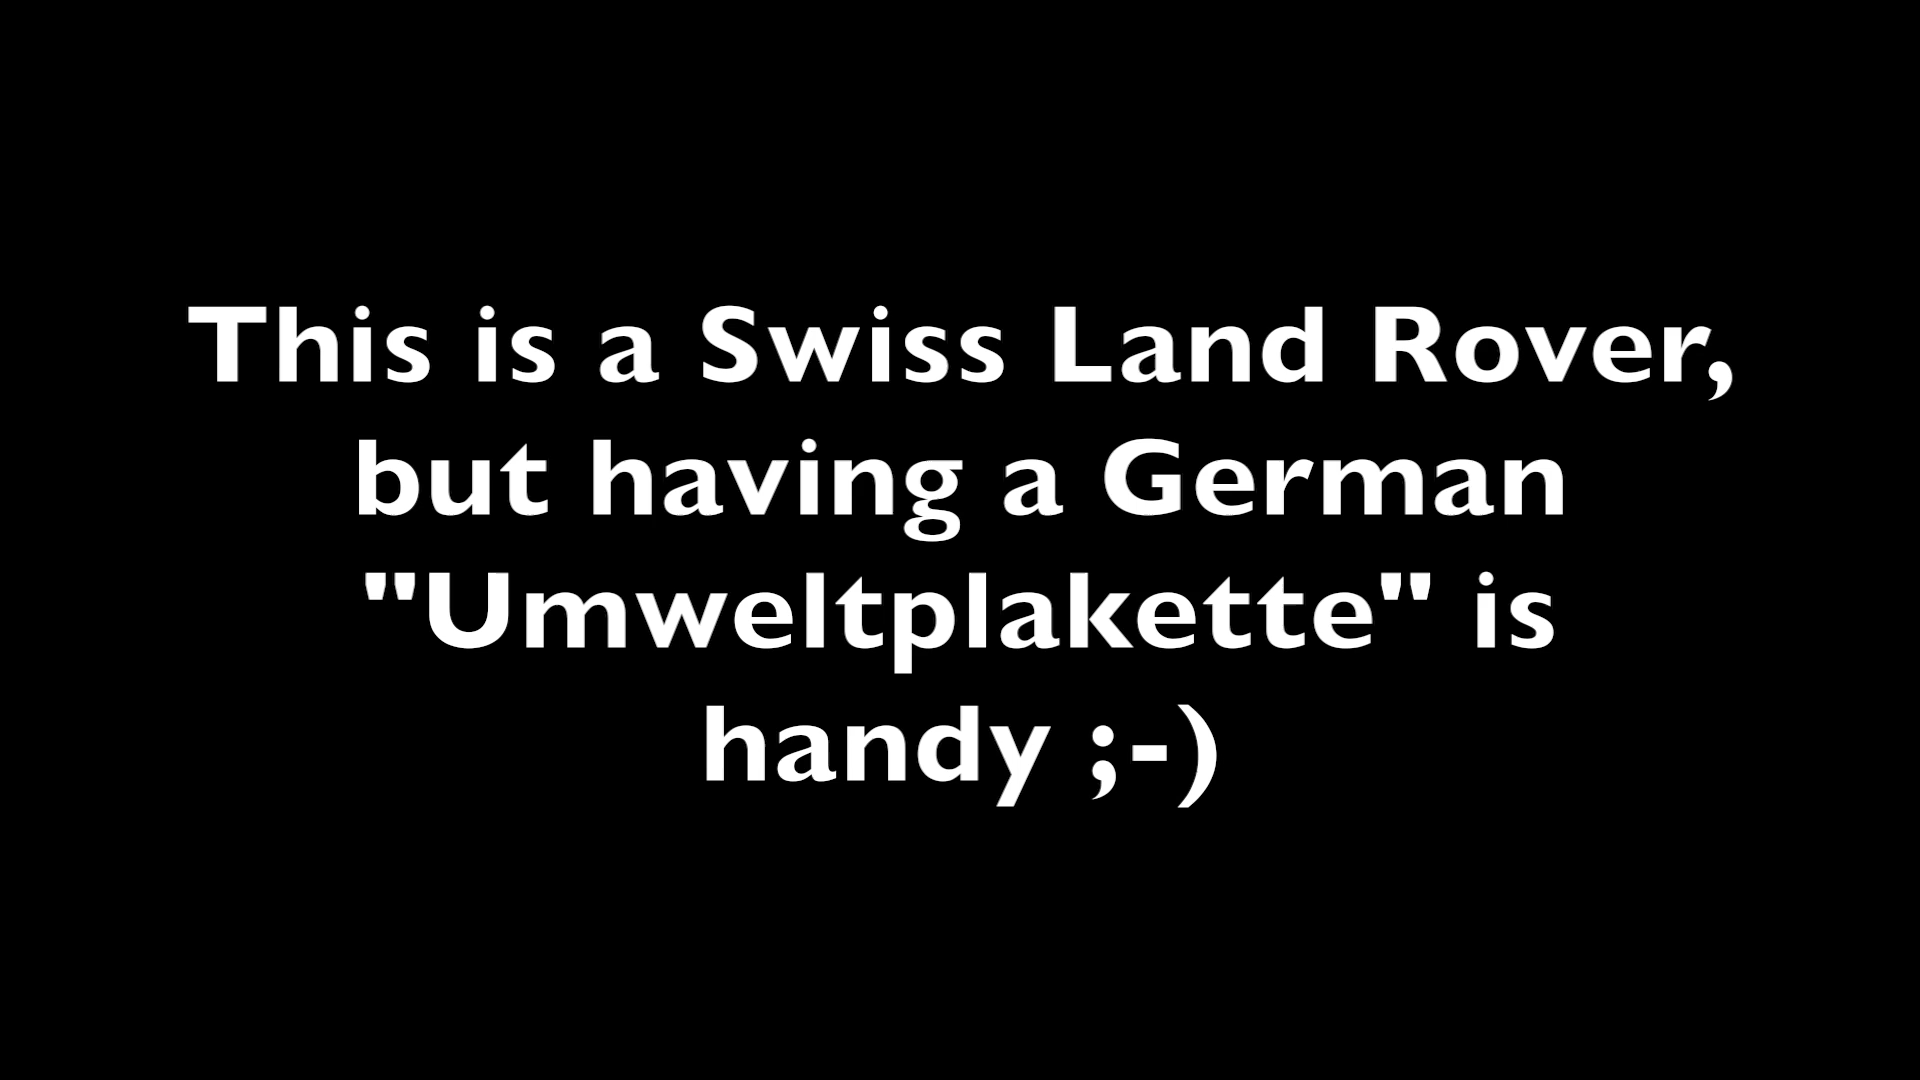 This is a Swiss Land Rover,
but having a German
"Umweltplakette" is
handy ;-)